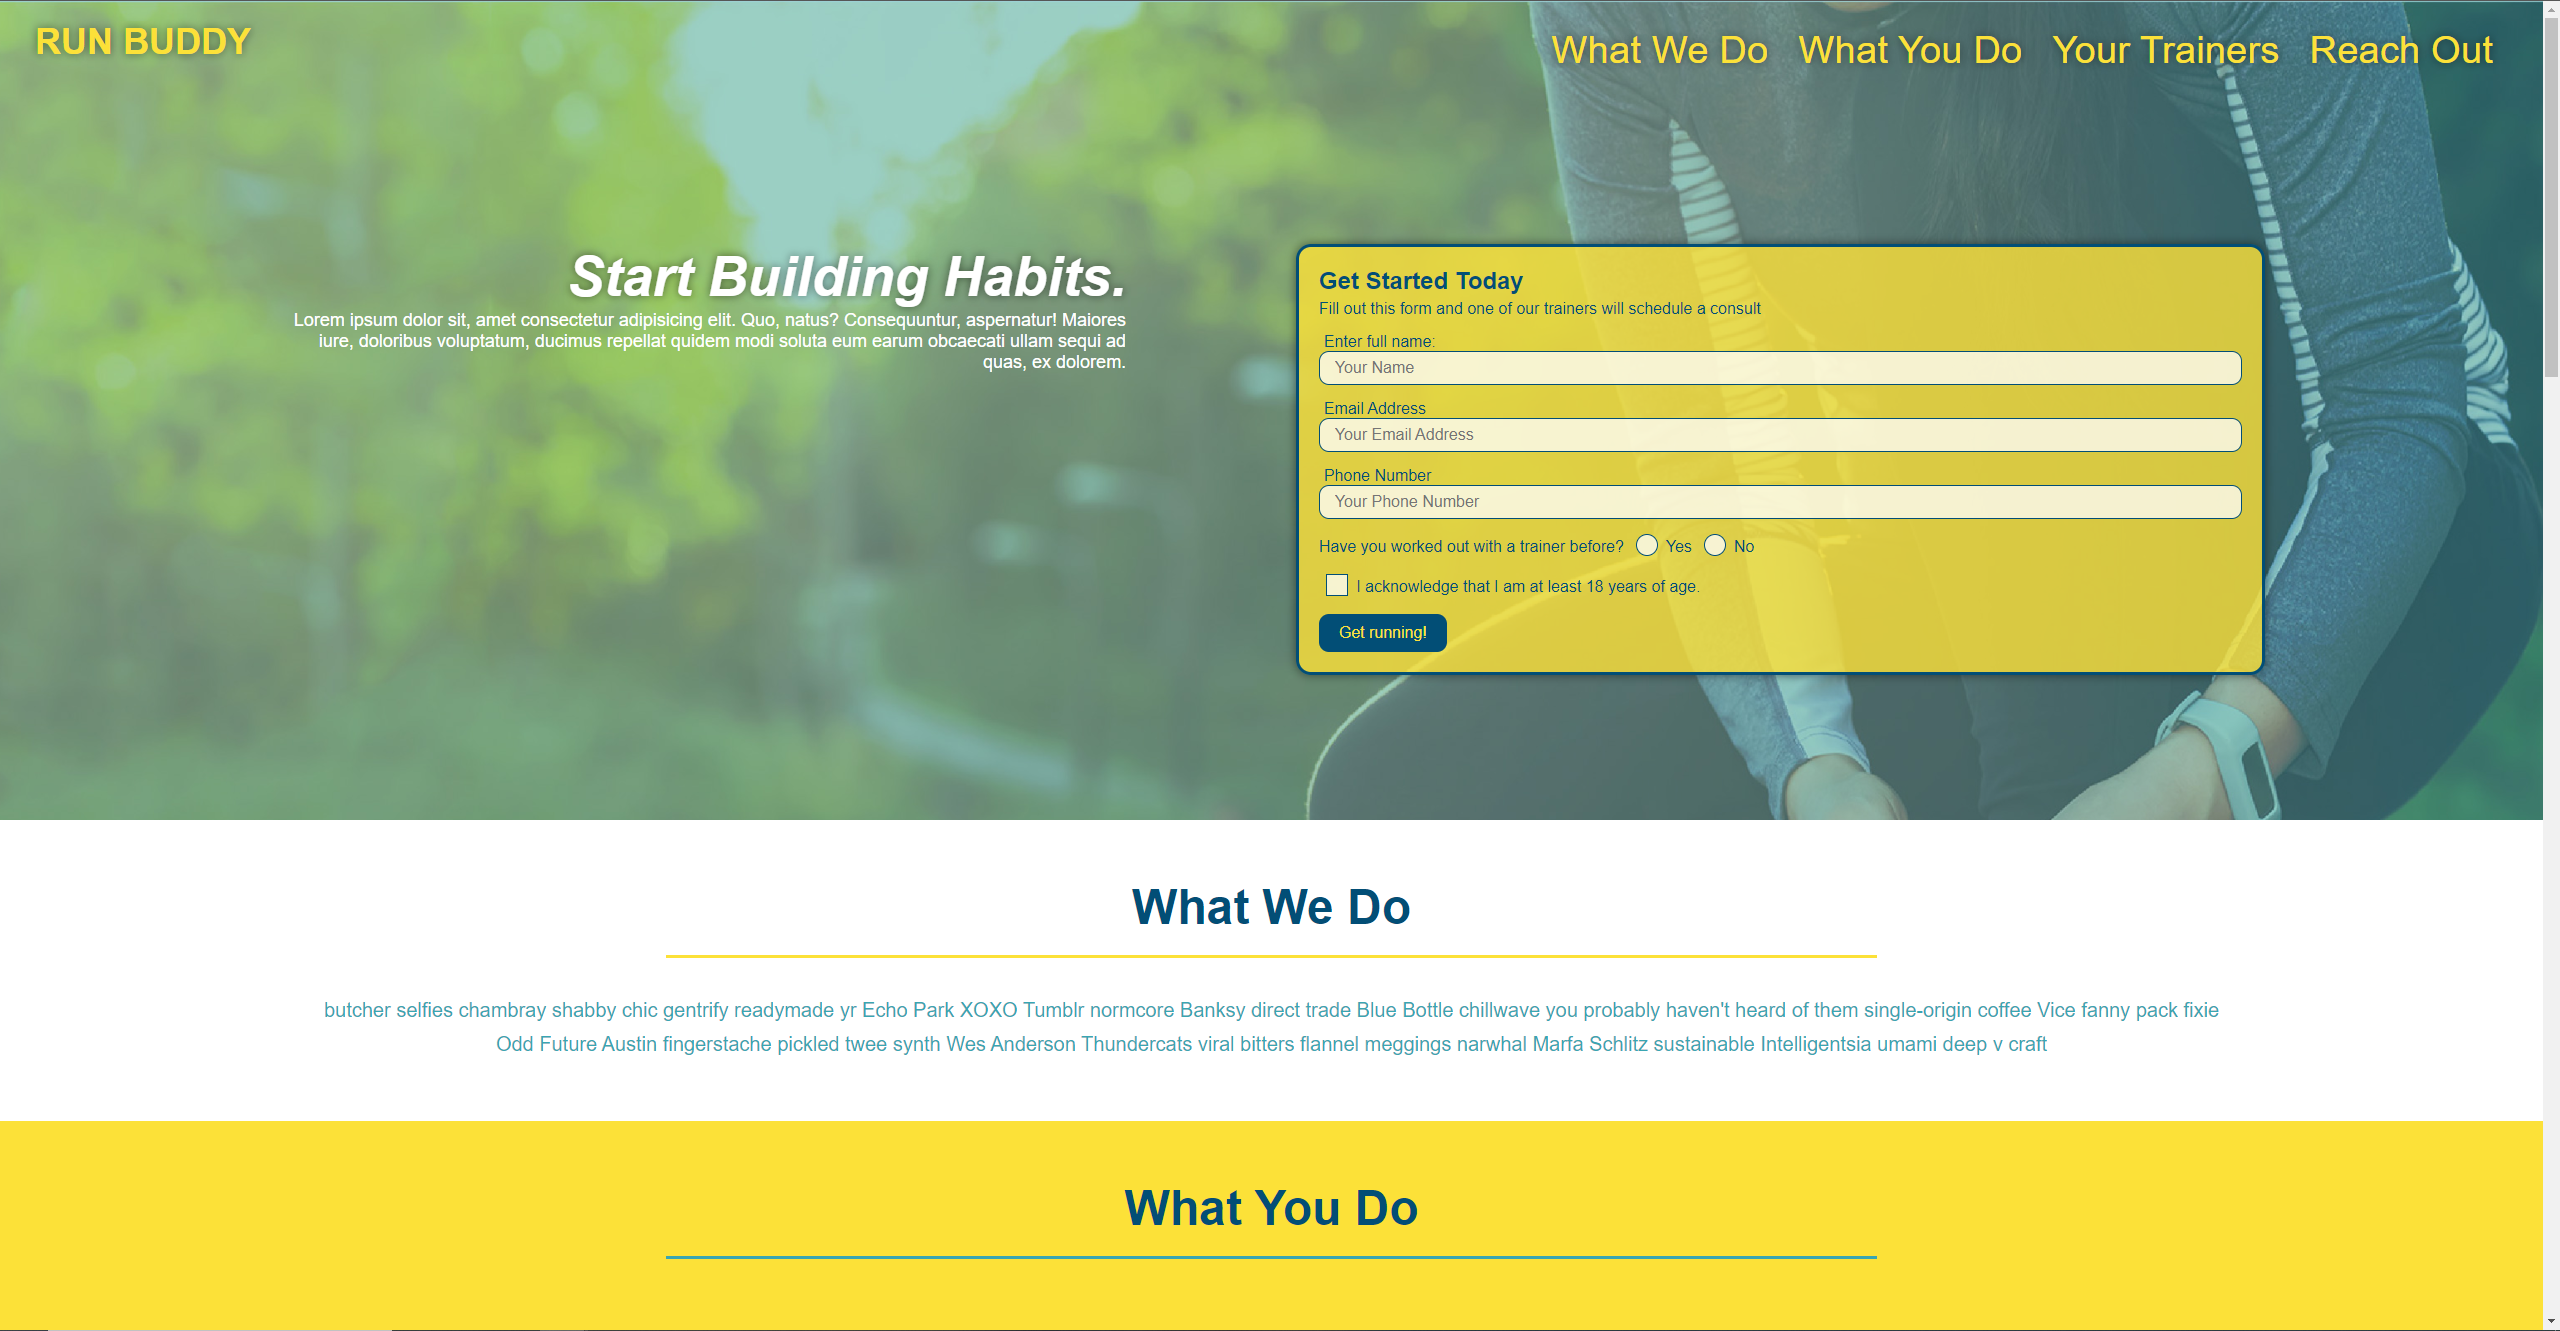 RUN BUDDY
What We Do What You Do Your Trainers Reach Out
Start Building Habits.
Lorem ipsum dolor sit, amet consectetur adipisicing elit. Quo, natus? Consequuntur, aspernatur! Maiores
iure, doloribus voluptatum, ducimus repellat quidem modi soluta eum earum obcaecati ullam sequi ad
quas, ex dolorem.
Get Started Today
Fill out this form and one of our trainers will schedule a consult
Enter full name:
Your Name
Email Address
Your Email Address
Phone Number
Your Phone Number
Have you worked out with a trainer before? Yes No
I acknowledge that I am at least 18 years of age.
Get running!
What We Do
butcher selfies chambray shabby chic gentrify readymade yr Echo Park XOXO Tumblr normcore Banksy direct trade Blue Bottle chillwave you probably haven't heard of them single-origin coffee Vice fanny pack fixie
Odd Future Austin fingerstache pickled twee synth Wes Anderson Thundercats viral bitters flannel meggings narwhal Marfa Schlitz sustainable Intelligentsia umami deep v craft
What You Do